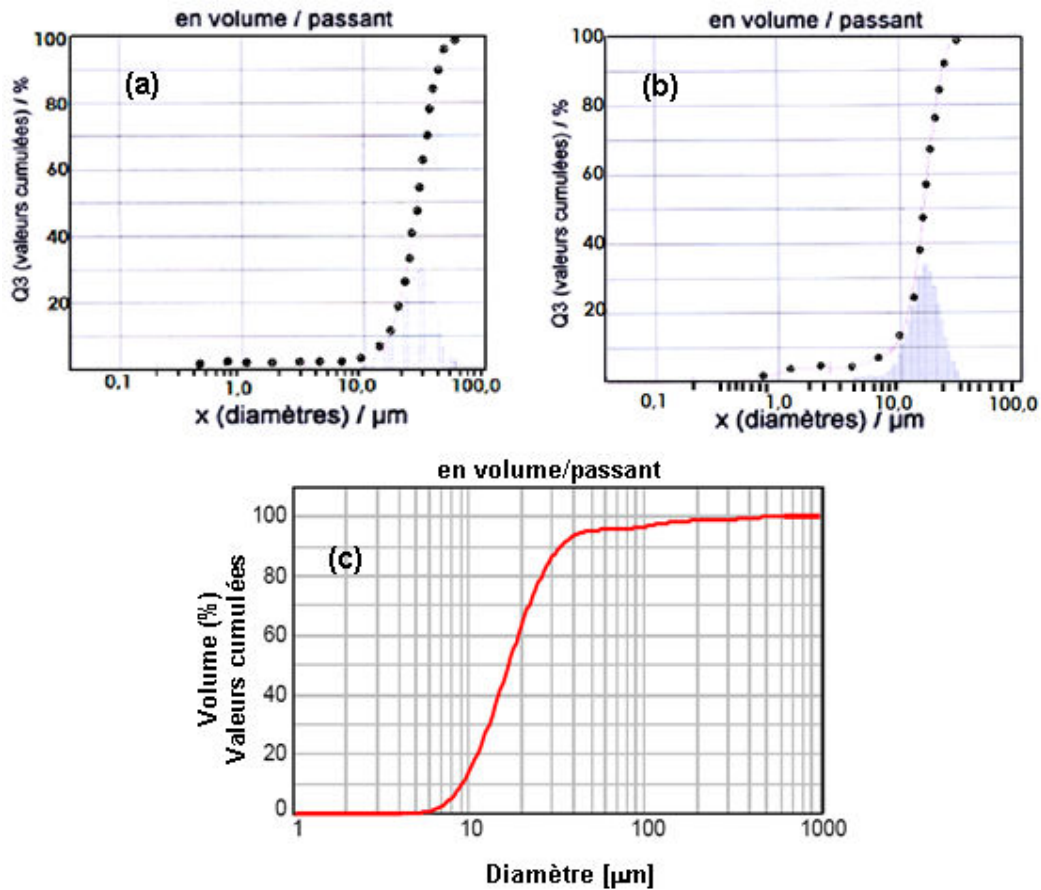 en volume / passant
(a)
Q3 (valeurs cumulées) / %
100
80
60
40
20
0,1 1,0 10,0 100,0
x (diamètres) / µm
en volume / passant
(b)
Q3 (valeurs cumulées) / %
100
80
60
40
20
0,1 1,0 10,0 100,0
x (diamètres) / µm
en volume/passant
(c)
Volume (%)
Valeurs cumulées
100
80
60
40
20
0
1 10 100 1000
Diamètre [µm]